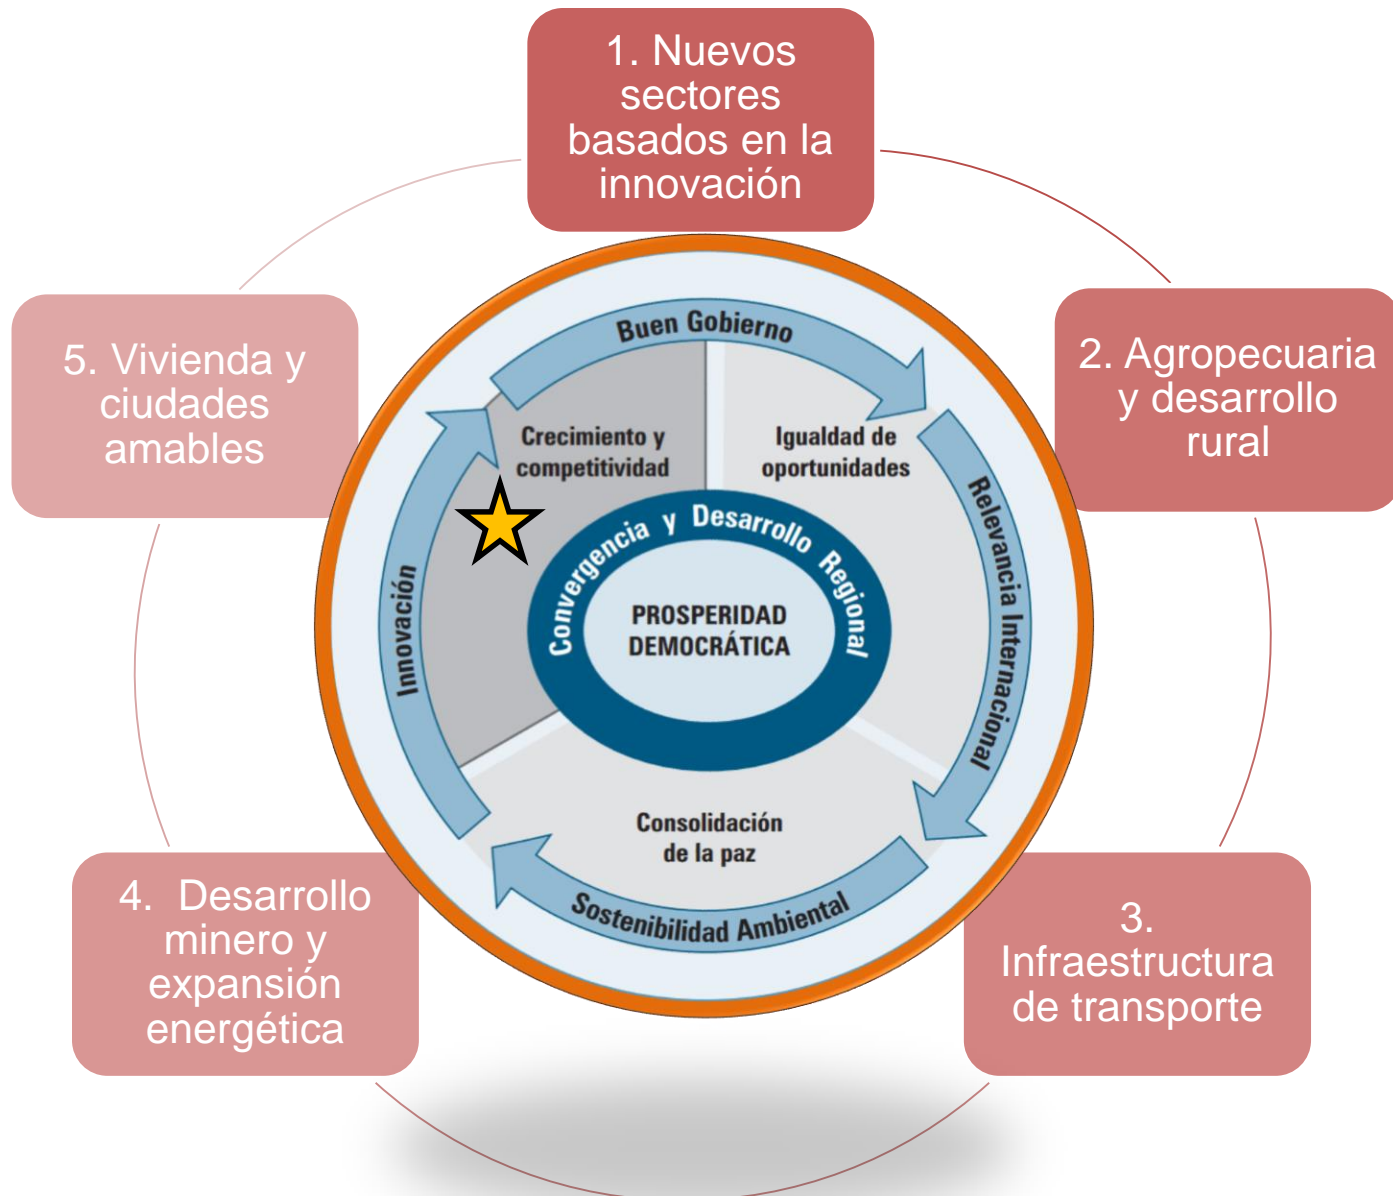 1. Nuevos
sectores
basados en la
innovación
5. Vivienda y
ciudades
amables
2. Agropecuaria
y desarrollo
rural
Buen Gobierno
Crecimiento y
competitividad
Igualdad de
oportunidades
Relevancia Internacional
Innovación
Convergencia y Desarrollo Regional
PROSPERIDAD
DEMOCRÁTICA
Consolidación
de la paz
Sostenibilidad Ambiental
4. Desarrollo
minero y
expansión
energética
3.
Infraestructura
de transporte